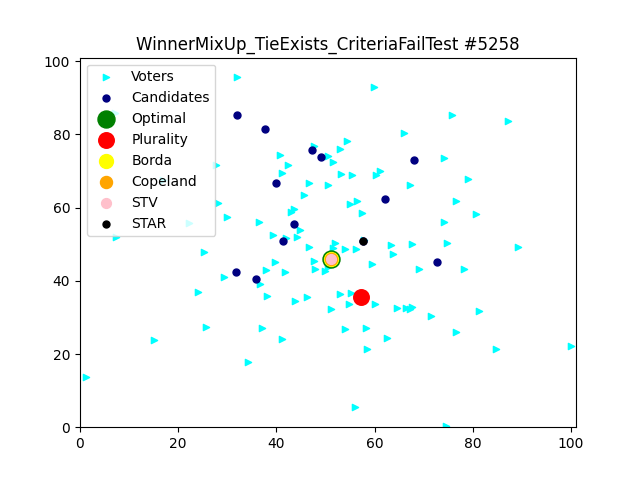 WinnerMixUp_TieExists_CriteriaFailTest #5258
100
80
60
40
20
0
Voters
Candidates
Optimal
Plurality
Borda
Copeland
STV
STAR
0 20 40 60 80 100